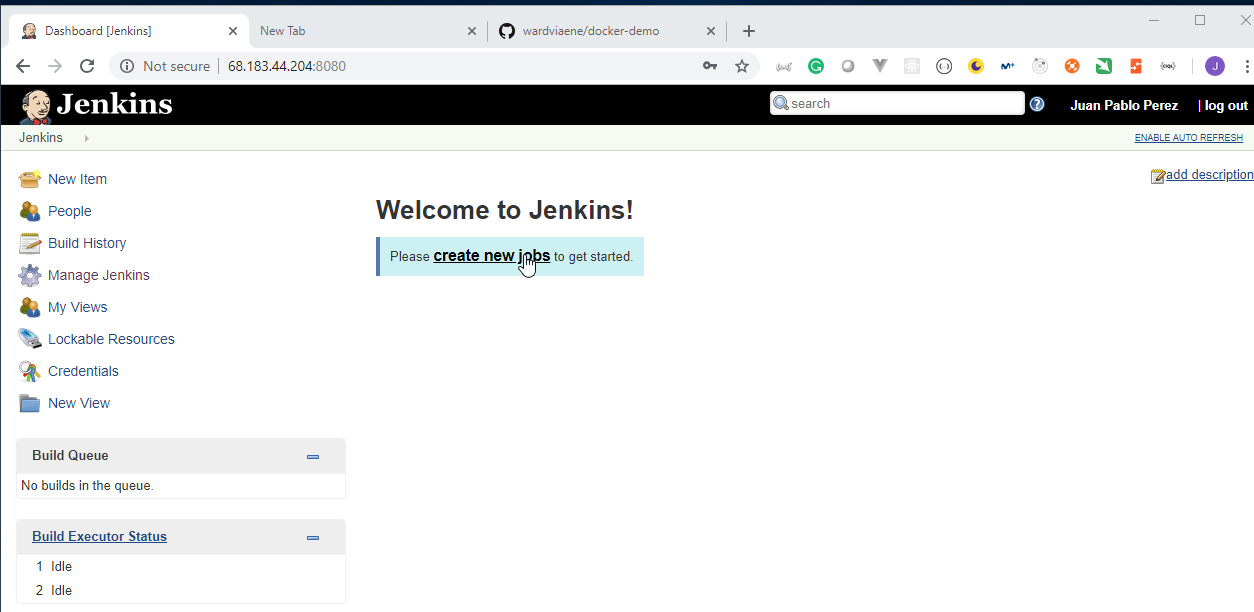 Dashboard [Jenkins]
New Tab
wardviaene/docker-demo
Not secure | 68.183.44.204:8080
Jenkins
search
Juan Pablo Perez
| log out
Jenkins
ENABLE AUTO REFRESH
New Item
People
Build History
Manage Jenkins
My Views
Lockable Resources
Credentials
New View
add description
Welcome to Jenkins!
Please create new jobs to get started.
Build Queue
No builds in the queue.
Build Executor Status
1 Idle
2 Idle